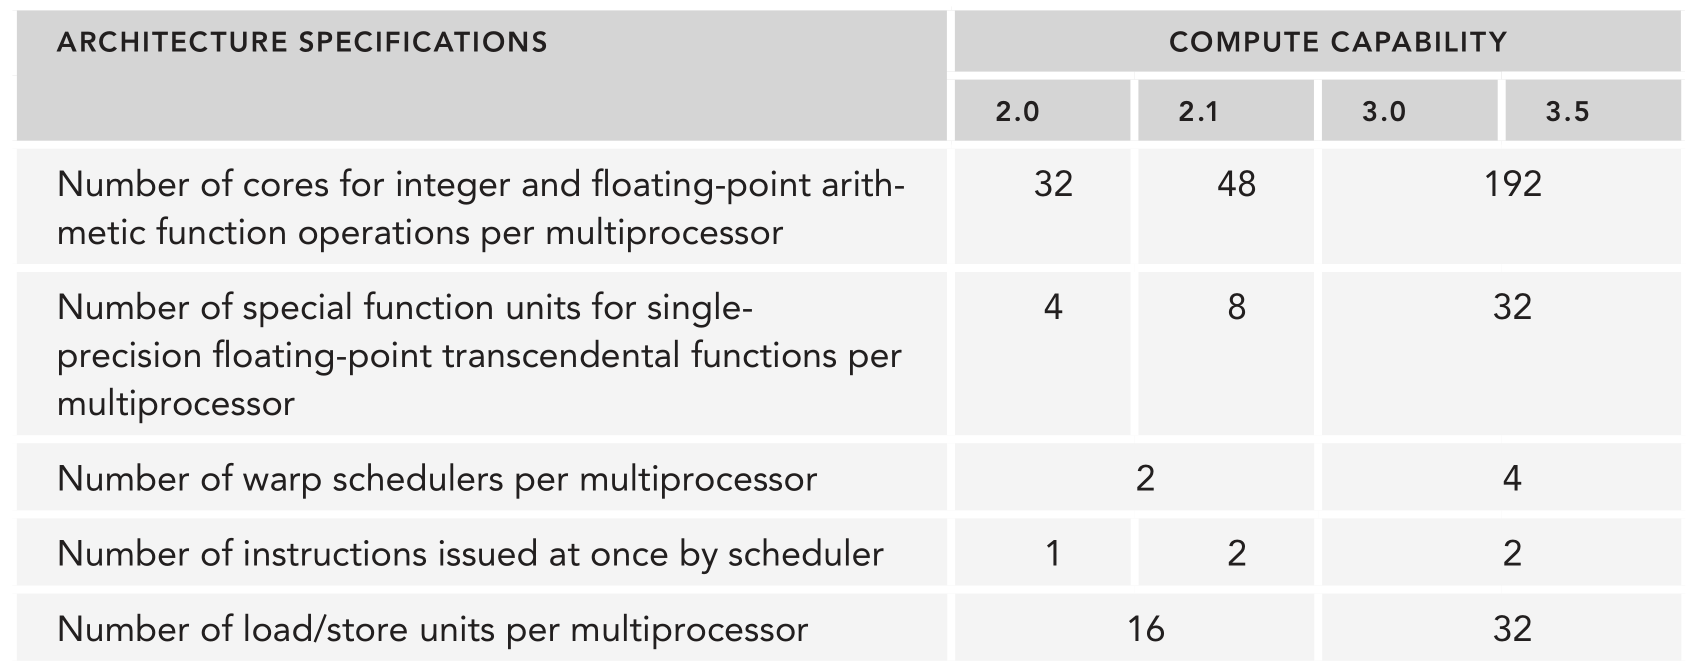 ARCHITECTURE SPECIFICATIONS
COMPUTE CAPABILITY
2.0 2.1 3.0 3.5
Number of cores for integer and floating-point arith- 32 48 192
metic function operations per multiprocessor
Number of special function units for single- 4 8 32
precision floating-point transcendental functions per
multiprocessor
Number of warp schedulers per multiprocessor 2 4
Number of instructions issued at once by scheduler 1 2 2
Number of load/store units per multiprocessor 16 32